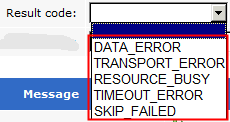 Result code:
DATA_ERROR
TRANSPORT_ERROR
RESOURCE_BUSY
TIMEOUT_ERROR
SKIP_FAILED
Message